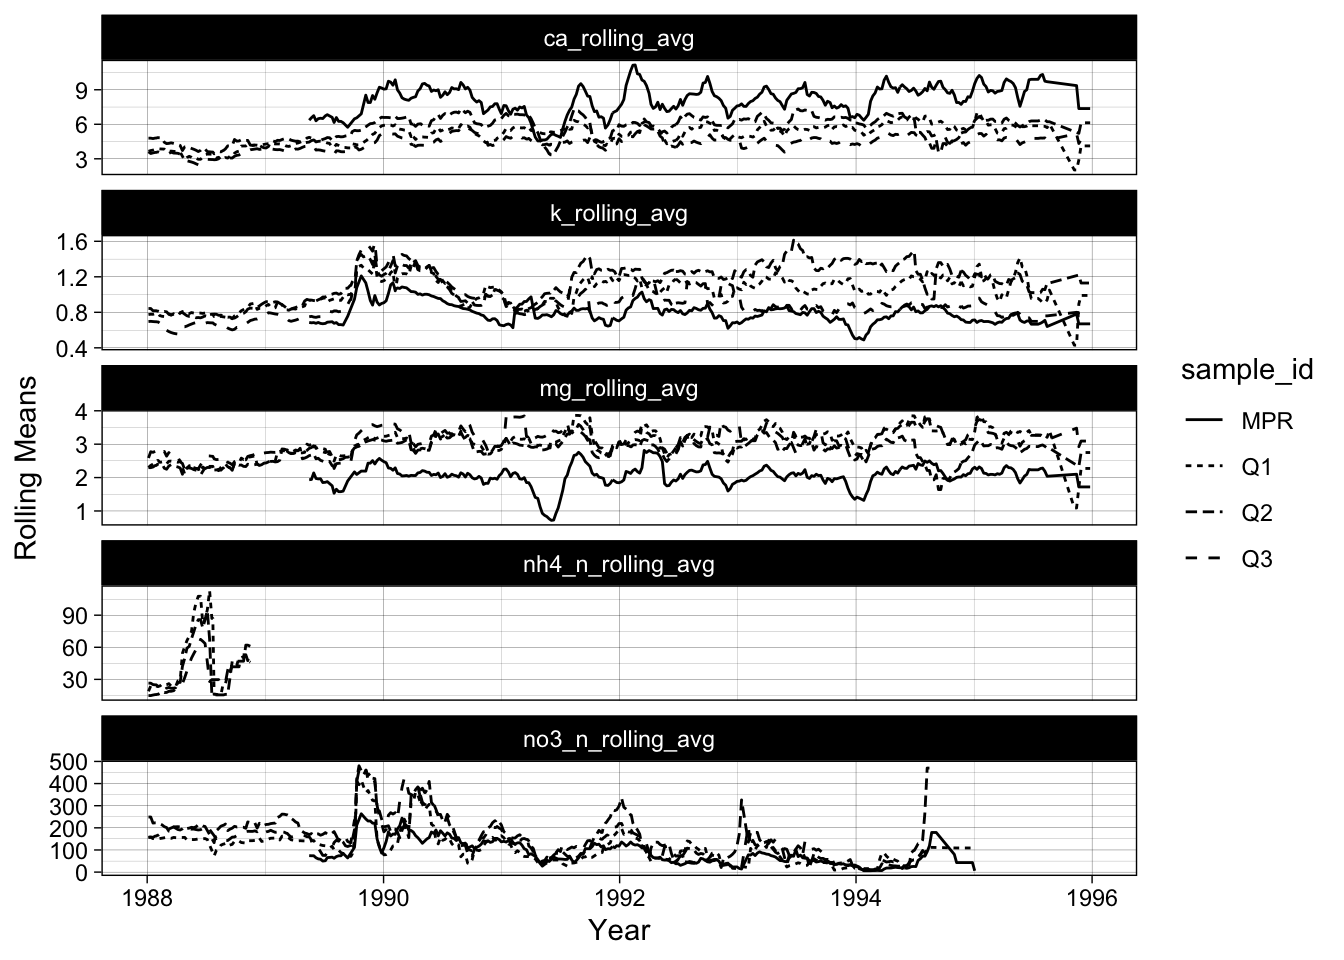 ca_rolling_avg
9
6
3
k_rolling_avg
1.6
1.2
0.8
0.4
mg_rolling_avg
4
3
2
1
nh4_n_rolling_avg
90
60
30
no3_n_rolling_avg
500
400
300
200
100
0
1988 1990 1992 1994 1996
Year
Rolling Means
sample_id
MPR
Q1
Q2
Q3